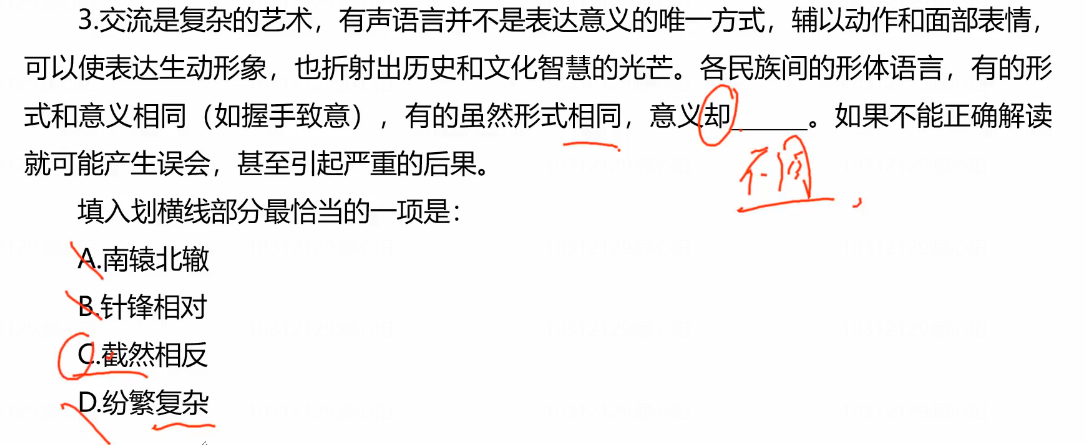 3.交流是复杂的艺术，有声语言并不是表达意义的唯一方式，辅以动作和面部表情，
可以使表达生动形象，也折射出历史和文化智慧的光芒。各民族间的形体语言，有的形
式和意义相同（如握手致意），有的虽然形式相同，意义却______。如果不能正确解读
就可能产生误会，甚至引起严重的后果。
不同，
填入划横线部分最恰当的一项是：
A.南辕北辙
B.针锋相对
C.截然相反
D.纷繁复杂